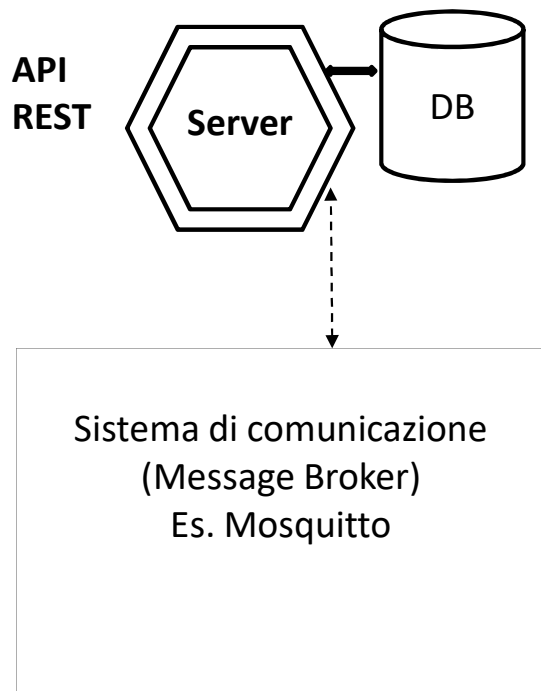 API
REST
Server
DB
Sistema di comunicazione
(Message Broker)
Es. Mosquitto